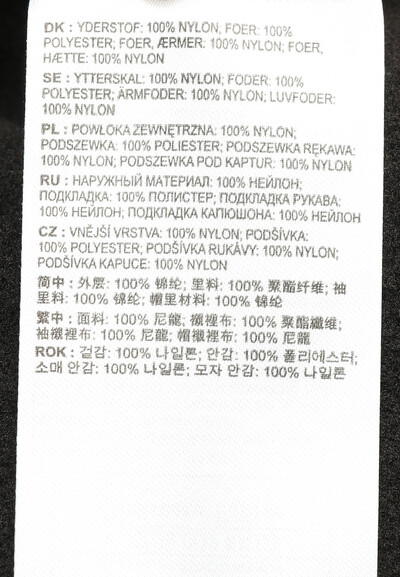 DK : YDERSTOF: 100% NYLON; FOER: 100%
POLYESTER; FOER, ÆRMER: 100% NYLON; FOER,
HÆTTE: 100% NYLON
SE : YTTERSKAL: 100% NYLON; FODER: 100%
POLYESTER; ÄRMFODER: 100% NYLON; LUVFODER:
100% NYLON
PL : POWŁOKA ZEWNĘTRZNA: 100% NYLON;
PODSZEWKA: 100% POLIESTER; PODSZEWKA RĘKAWA:
100% NYLON; PODSZEWKA POD KAPTUR: 100% NYLON
RU : НАРУЖНЫЙ МАТЕРИАЛ: 100% НЕЙЛОН;
ПОДКЛАДКА: 100% ПОЛИСТЕР; ПОДКЛАДКА РУКАВА:
100% НЕЙЛОН; ПОДКЛАДКА КАПЮШОНА: 100% НЕЙЛОН
CZ : VNĚJŠÍ VRSTVA: 100% NYLON; PODŠÍVKA:
100% POLYESTER; PODŠÍVKA RUKÁVY: 100% NYLON;
PODŠÍVKA KAPUCE: 100% NYLON
简中 : 外层: 100% 锦纶; 里料: 100% 聚酯纤维; 袖
里料: 100% 锦纶; 帽里材料: 100% 锦纶
繁中 : 面料: 100% 尼龍; 襯裡布: 100% 聚酯纖維;
袖襯裡布: 100% 尼龍; 帽襯裡布: 100% 尼龍
ROK : 겉감: 100% 나일론; 안감: 100% 폴리에스터;
소매 안감: 100% 나일론; 모자 안감: 100% 나일론